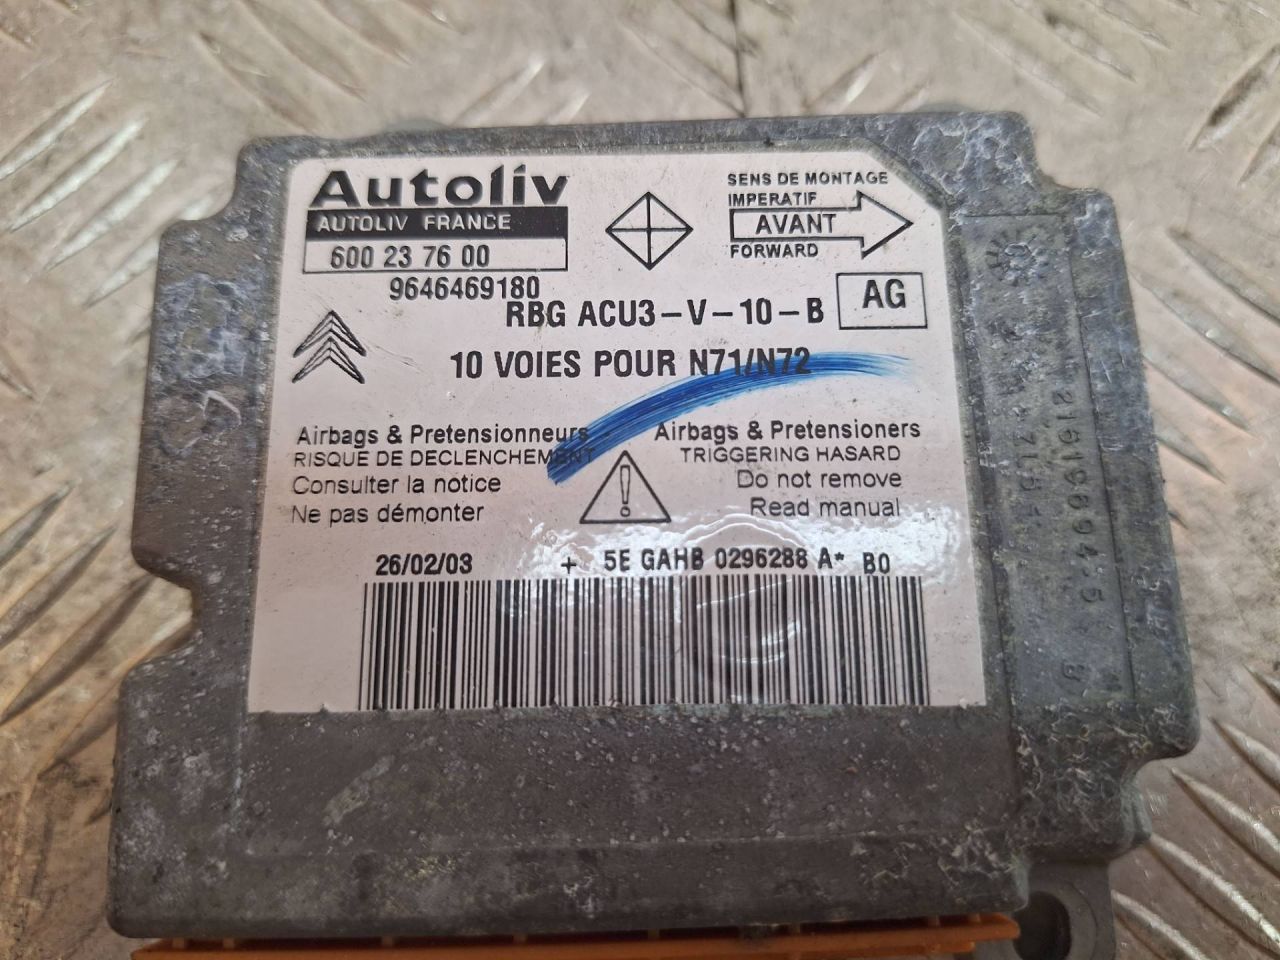 Autoliv
AUTOLIV FRANCE
600 23 76 00
9646469180
SENS DE MONTAGE
IMPERATIF
AVANT
FORWARD
RBG ACU3-V-10-B
AG
10 VOIES POUR N71/N72
Airbags & Pretensionneurs
RISQUE DE DECLENCHEMENT
Consulter la notice
Ne pas démonter
Airbags & Pretensioners
TRIGGERING HASARD
Do not remove
Read manual
26/02/03 + 5E GAHB 0296288 A* B0